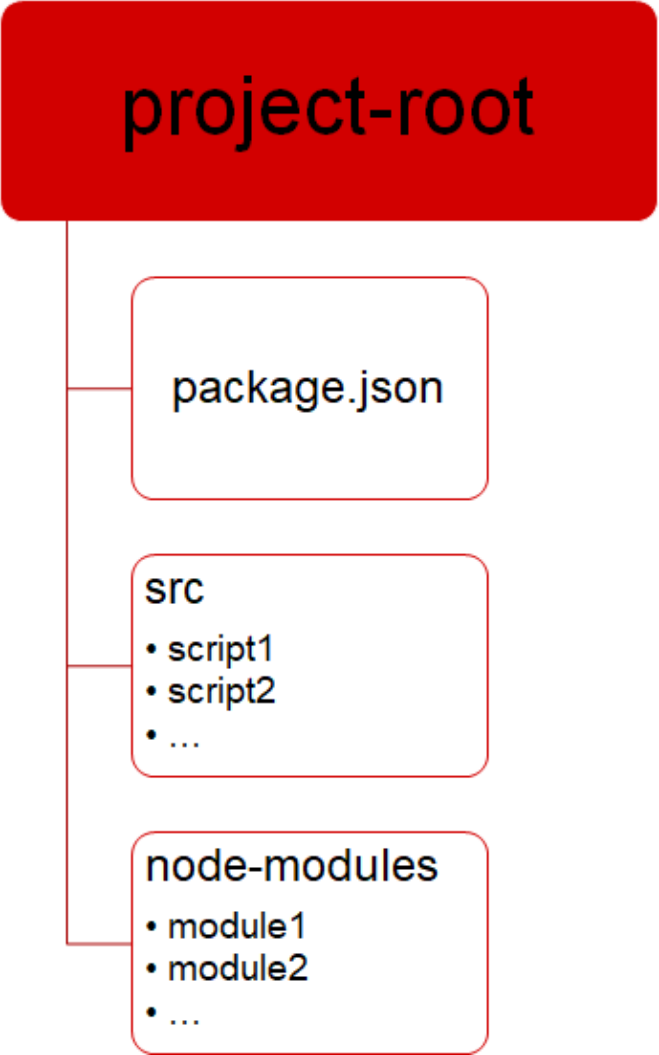 project-root
package.json
src
• script1
• script2
• ...
node-modules
• module1
• module2
• ...